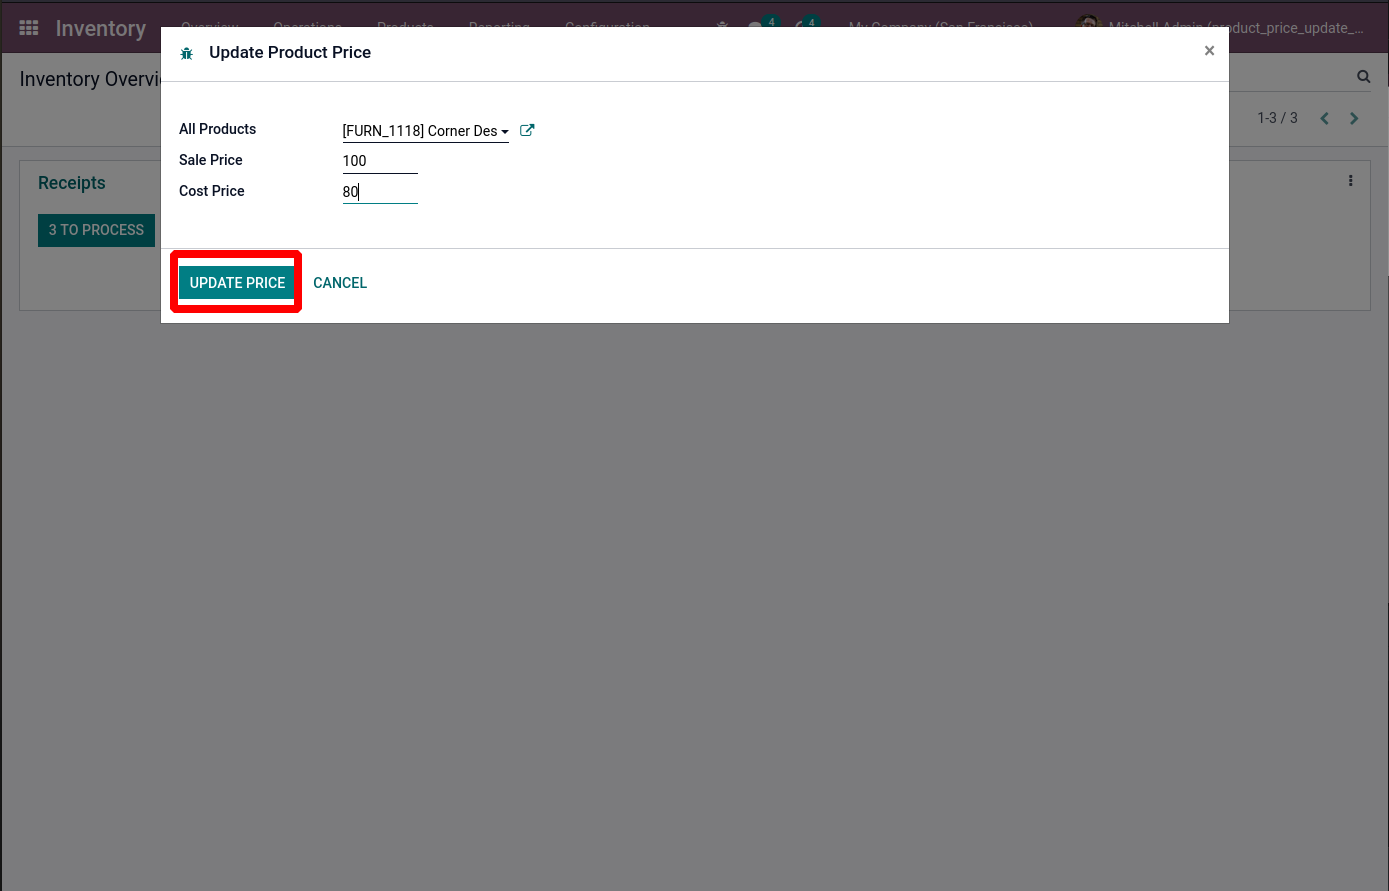 Inventory Overview Operations Products Reporting Configuration 4 4 My Company (San Francisco) Mitchell Admin (product_price_update_...
Update Product Price ×
Inventory
1-3 / 3
All Products [FURN_1118] Corner Des
Sale Price 100
Cost Price 80
Receipts
3 TO PROCESS
UPDATE PRICE CANCEL